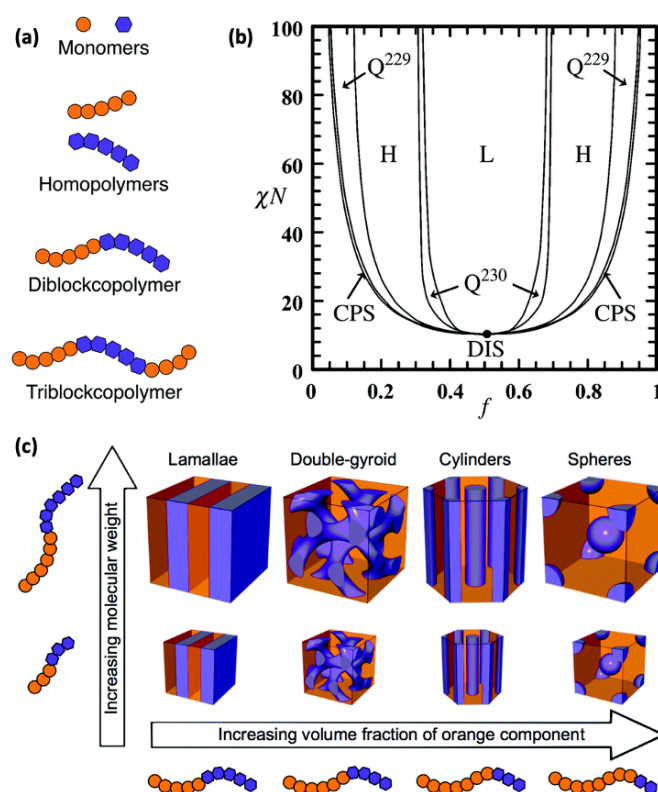 (a)
Monomers
Homopolymers
Diblockcopolymer
Triblockcopolymer
(b)
100
80
60
40
20
0
χN
Q229 Q229
H L H
Q230
CPS CPS
DIS
0 0.2 0.4 0.6 0.8 1
f
(c)
Lamallae Double-gyroid Cylinders Spheres
Increasing molecular weight
Increasing volume fraction of orange component